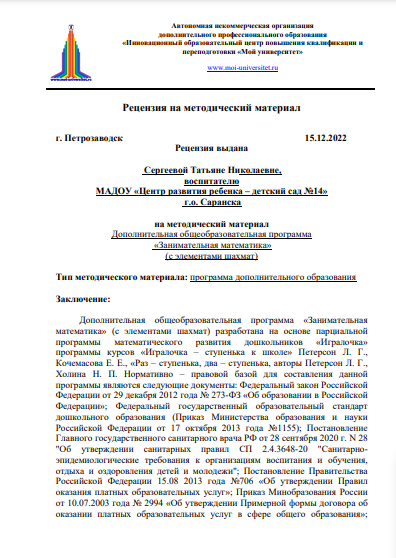 Автономная некоммерческая организация
дополнительного профессионального образования
«Инновационный образовательный центр повышения квалификации и
переподготовки «Мой университет»
www.moi-universitet.ru
www.moi-universitet.ru
Рецензия на методический материал
г. Петрозаводск 15.12.2022
Рецензия выдана
Сергеевой Татьяне Николаевне,
воспитателю
МАДОУ «Центр развития ребенка – детский сад №14»
г.о. Саранска
на методический материал
Дополнительная общеобразовательная программа
«Занимательная математика»
(с элементами шахмат)
Тип методического материала: программа дополнительного образования
Заключение:
Дополнительная общеобразовательная программа «Занимательная
математика» (с элементами шахмат) разработана на основе парциальной
программы математического развития дошкольников «Игралочка»
программы курсов «Игралочка – ступенька к школе» Петерсон Л. Г.,
Кочемасова Е. Е., «Раз – ступенька, два – ступенька, авторы Петерсон Л. Г.,
Холина Н. П. Нормативно – правовой базой для составления данной
программы являются следующие документы: Федеральный закон Российской
Федерации от 29 декабря 2012 года № 273-ФЗ «Об образовании в Российской
Федерации»; Федеральный государственный образовательный стандарт
дошкольного образования (Приказ Министерства образования и науки
Российской Федерации от 17 октября 2013 года №1155); Постановление
Главного государственного санитарного врача РФ от 28 сентября 2020 г. N 28
"Об утверждении санитарных правил СП 2.4.3648-20 "Санитарно-
эпидемиологические требования к организациям воспитания и обучения,
отдыха и оздоровления детей и молодежи"; Постановление Правительства
Российской Федерации 15.08 2013 года №706 «Об утверждении Правил
оказания платных образовательных услуг»; Приказ Минобразования России
от 10.07.2003 года № 2994 «Об утверждении Примерной формы договора об
оказании платных образовательных услуг в сфере общего образования»;